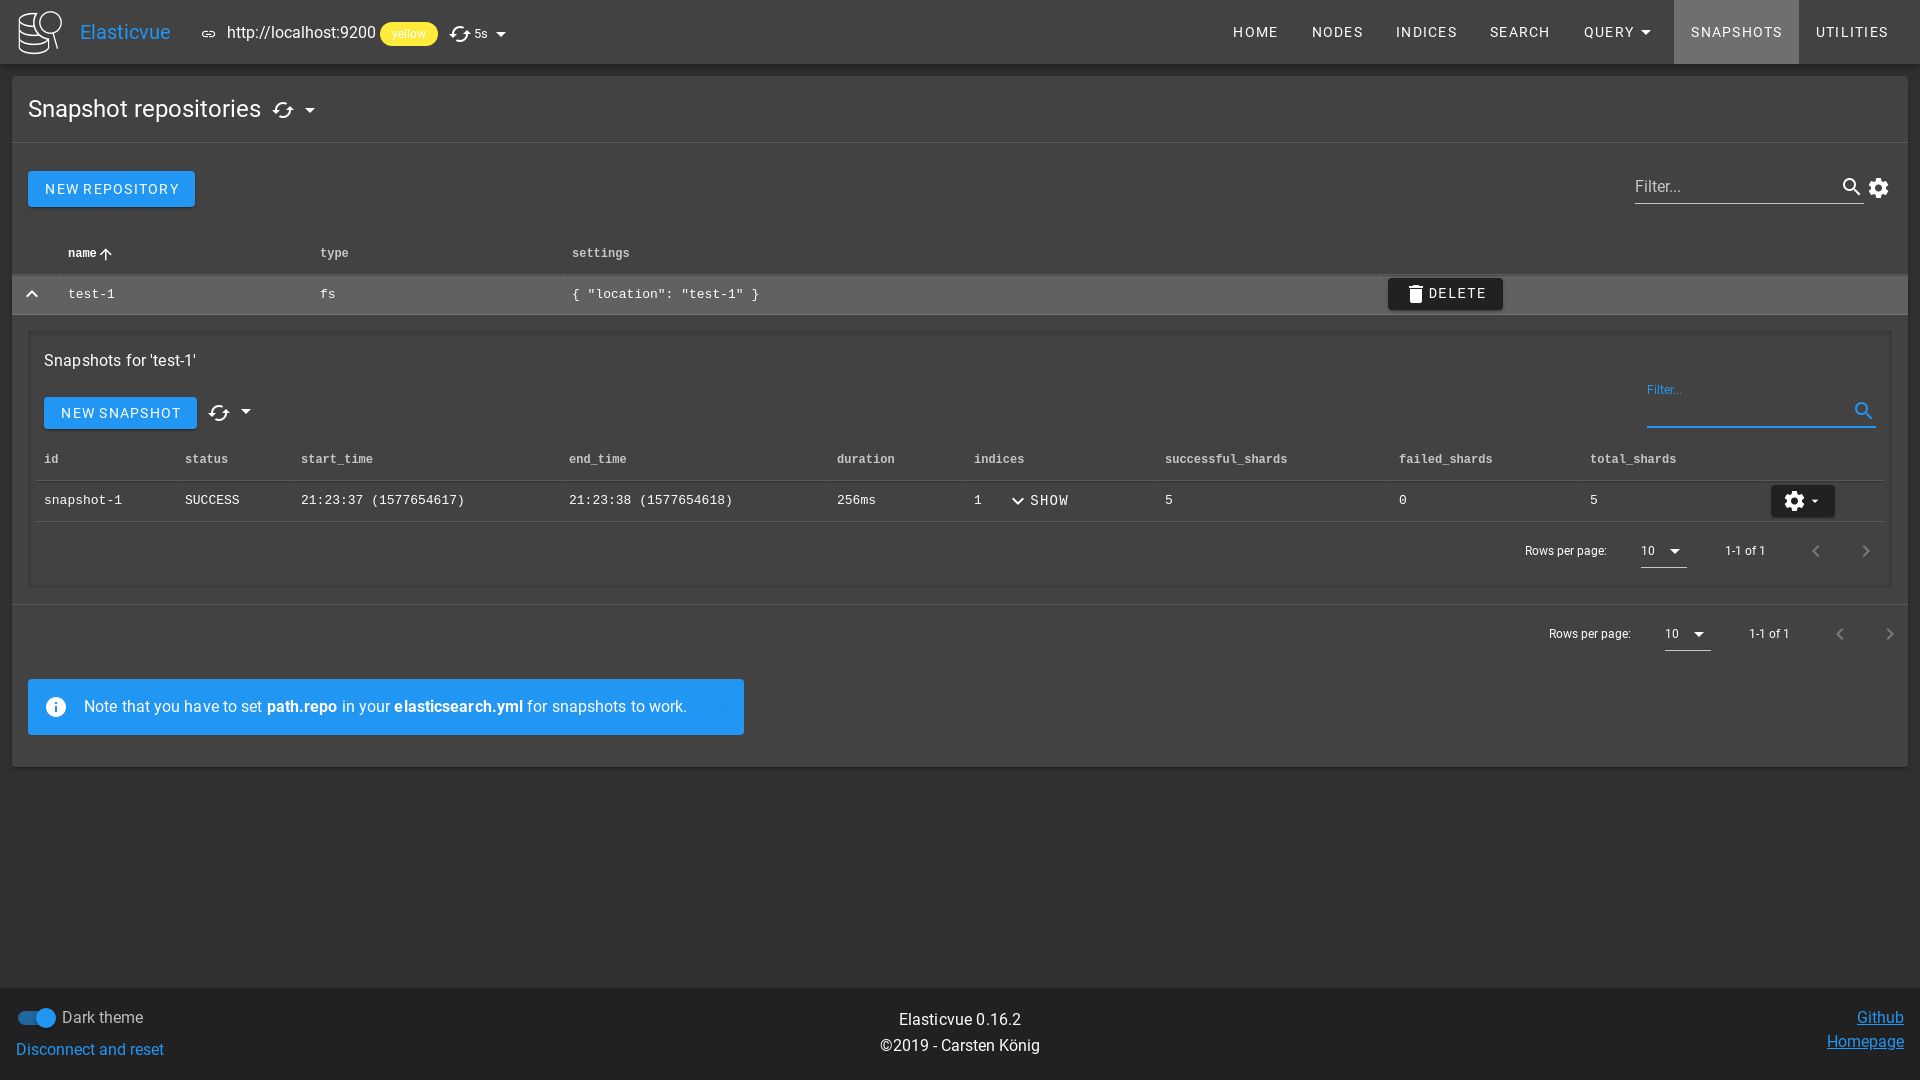 Elasticvue http://localhost:9200 yellow 5s HOME NODES INDICES SEARCH QUERY SNAPSHOTS UTILITIES
Snapshot repositories
NEW REPOSITORY Filter...
name type settings
test-1 fs { "location": "test-1" } DELETE
Snapshots for 'test-1'
Filter...
NEW SNAPSHOT
id status start_time end_time duration indices successful_shards failed_shards total_shards
snapshot-1 SUCCESS 21:23:37 (1577654617) 21:23:38 (1577654618) 256ms 1 SHOW 5 0 5
Rows per page: 10 1-1 of 1
Rows per page: 10 1-1 of 1
Note that you have to set path.repo in your elasticsearch.yml for snapshots to work.
Dark theme Elasticvue 0.16.2 Github
Disconnect and reset ©2019 - Carsten König Homepage